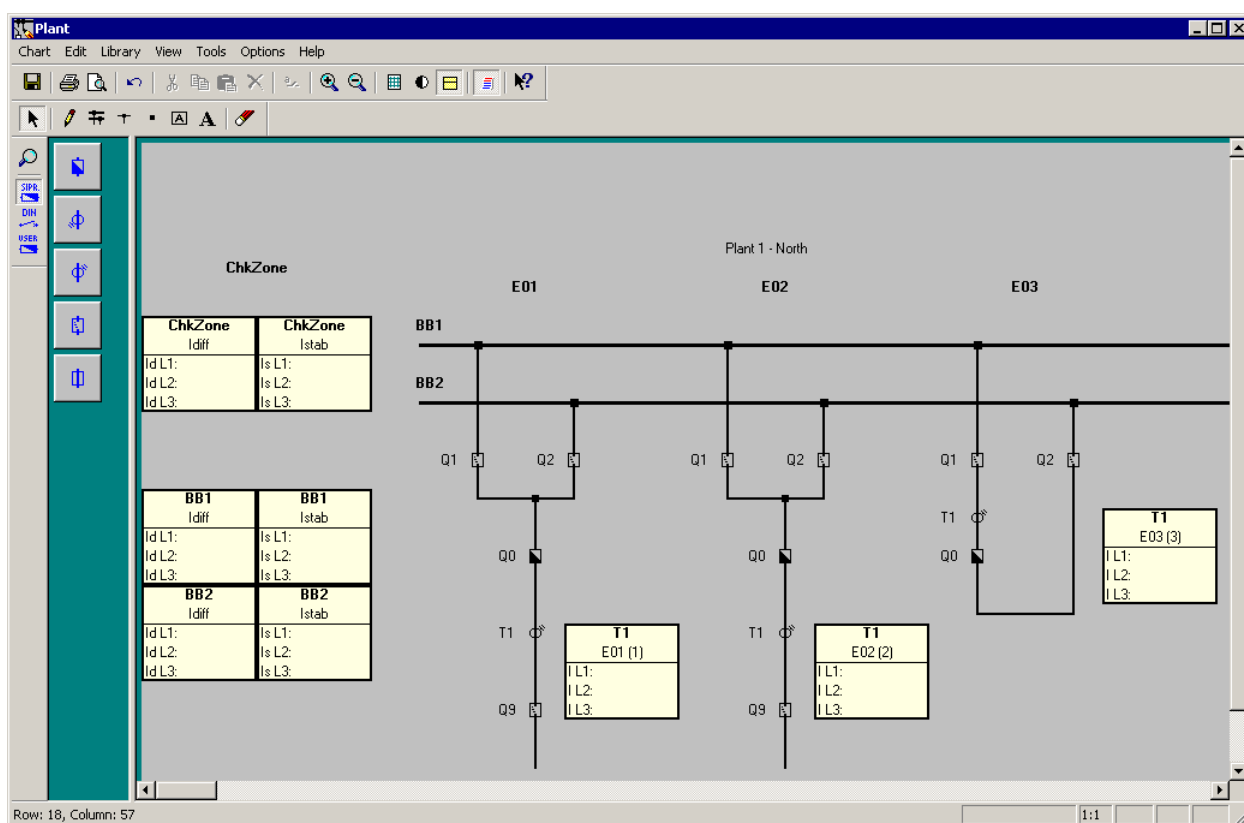 Plant
Chart Edit Library View Tools Options Help
A A
SIPR.
DIN
USER
Plant 1 - North
ChkZone
E01 E02 E03
ChkZone ChkZone
Idiff Istab
Id L1: Is L1:
Id L2: Is L2:
Id L3: Is L3:
BB1
BB2
Q1 Q2 Q1 Q2 Q1 Q2
BB1 BB1
Idiff Istab
Id L1: Is L1:
Id L2: Is L2:
Id L3: Is L3:
BB2 BB2
Idiff Istab
Id L1: Is L1:
Id L2: Is L2:
Id L3: Is L3:
Q0 Q0 T1
Q0
T1
E03 (3)
I L1:
I L2:
I L3:
T1 T1
T1
E01 (1)
I L1:
I L2:
I L3:
T1
E02 (2)
I L1:
I L2:
I L3:
Q9 Q9
Row: 18, Column: 57
1:1